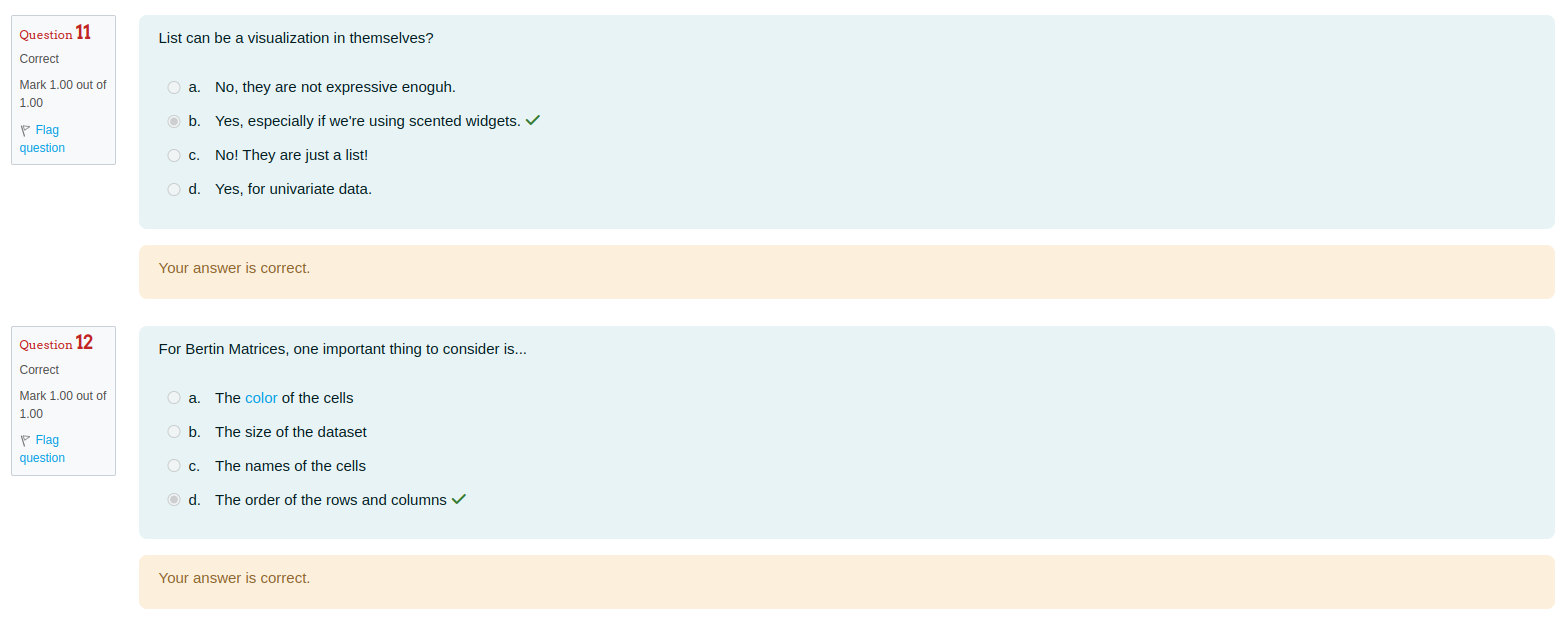 Question 11
Correct
Mark 1.00 out of
1.00
Flag
question
List can be a visualization in themselves?
a. No, they are not expressive enoguh.
b. Yes, especially if we're using scented widgets.
c. No! They are just a list!
d. Yes, for univariate data.
Your answer is correct.
Question 12
Correct
Mark 1.00 out of
1.00
Flag
question
For Bertin Matrices, one important thing to consider is...
a. The color of the cells
b. The size of the dataset
c. The names of the cells
d. The order of the rows and columns
Your answer is correct.